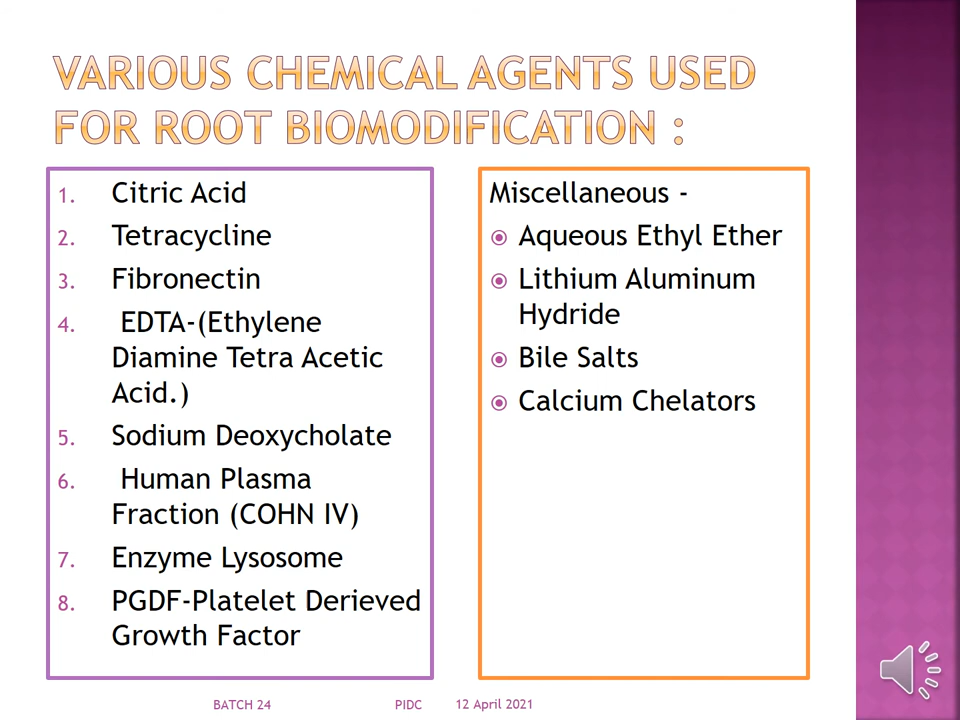 VARIOUS CHEMICAL AGENTS USED
FOR ROOT BIOMODIFICATION :
1. Citric Acid
2. Tetracycline
3. Fibronectin
4. EDTA-(Ethylene
Diamine Tetra Acetic
Acid.)
5. Sodium Deoxycholate
6. Human Plasma
Fraction (COHN IV)
7. Enzyme Lysosome
8. PGDF-Platelet Derieved
Growth Factor
Miscellaneous -
Aqueous Ethyl Ether
Lithium Aluminum
Hydride
Bile Salts
Calcium Chelators
BATCH 24 PIDC 12 April 2021